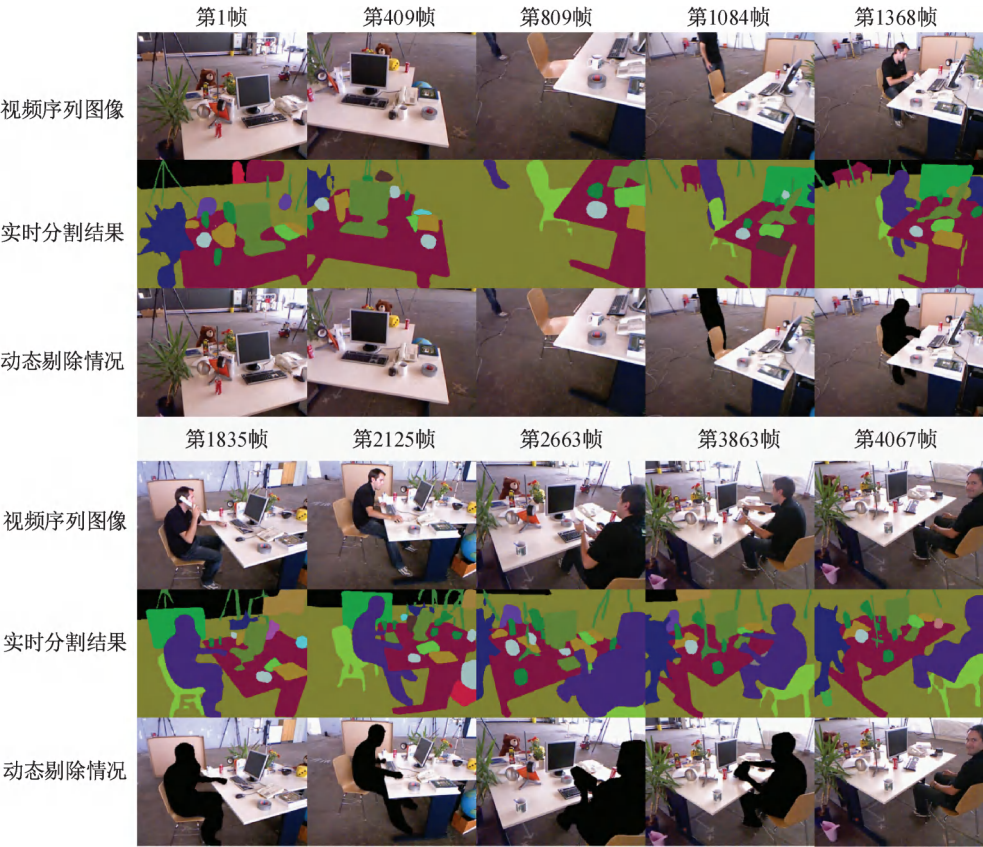 第1帧 第409帧 第809帧 第1084帧 第1368帧
视频序列图像
实时分割结果
动态剔除情况
第1835帧 第2125帧 第2663帧 第3863帧 第4067帧
视频序列图像
实时分割结果
动态剔除情况